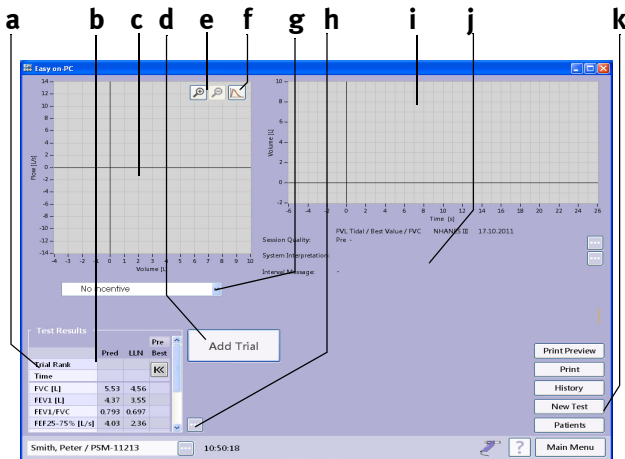 a b d e f g h i j k
c
Easy on-PC
14
12
10
8
6
4
2
0
-2
-4
-6
-8
-10
-12
-14
Flow [L/s]
-4 -3 -2 -1 0 1 2 3 4 5 6 7 8 9 10
Volume [L]
10
8
6
4
2
0
-2
Volume [L]
-6 -4 -2 0 2 4 6 8 10 12 14 16 18 20 22 24 26
Time [s]
FVL Tidal / Best Value / FVC NHANES III 17.10.2011
Session Quality: Pre -
System Interpretation:
Interval Message: -
No Incentive
Test Results
Pre
Pred LLN Best
Trial Rank
Time
FVC [L] 5.53 4.56
FEV1 [L] 4.37 3.55
FEV1/FVC 0.793 0.697
FEF25-75% [L/s] 4.03 2.36
Add Trial
Print Preview
Print
History
New Test
Patients
Smith, Peter / PSM-11213 ... 10:50:18 ? Main Menu